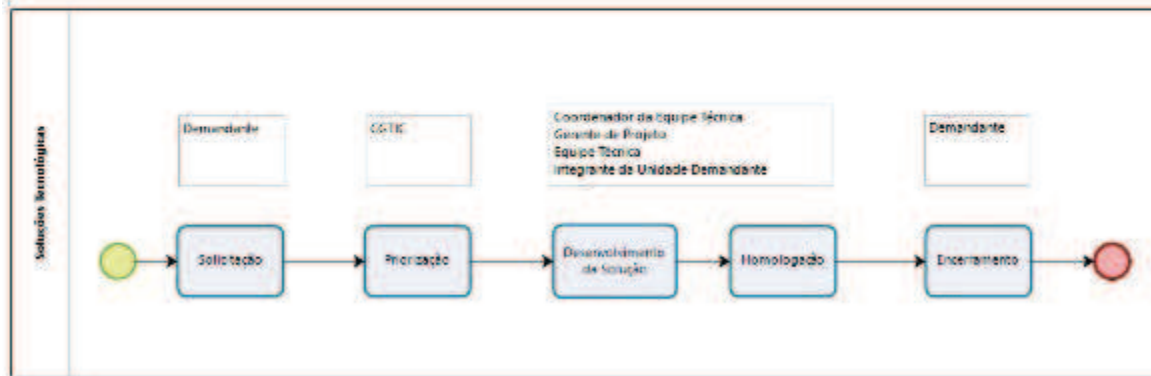 Soluções Tecnológicas
Demandante
CGTIC
Coordenador da Equipe Técnica
Gerente de Projeto
Equipe Técnica
Integrante da Unidade Demandante
Demandante
Solicitação
Priorização
Desenvolvimento
da Solução
Homologação
Encerramento